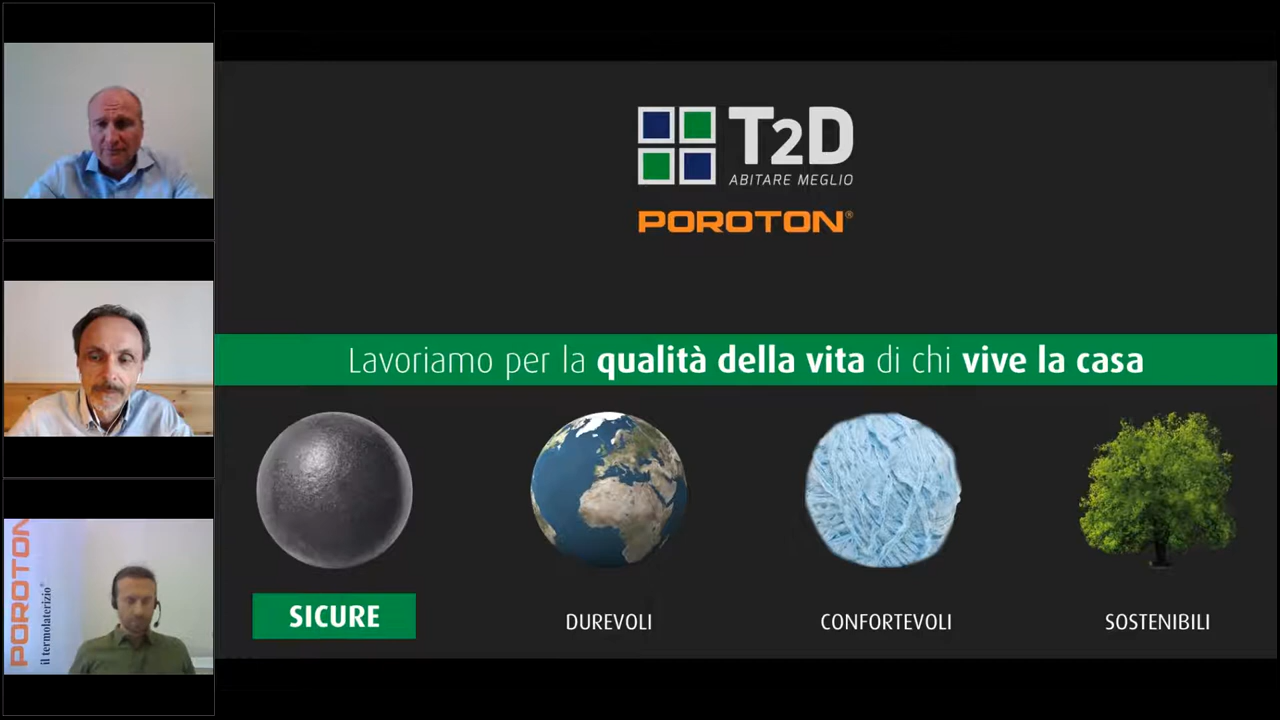 T2D
ABITARE MEGLIO
POROTON®
Lavoriamo per la qualità della vita di chi vive la casa
SICURE
DUREVOLI
CONFORTEVOLI
SOSTENIBILI
POROTON
il termolaterizio®